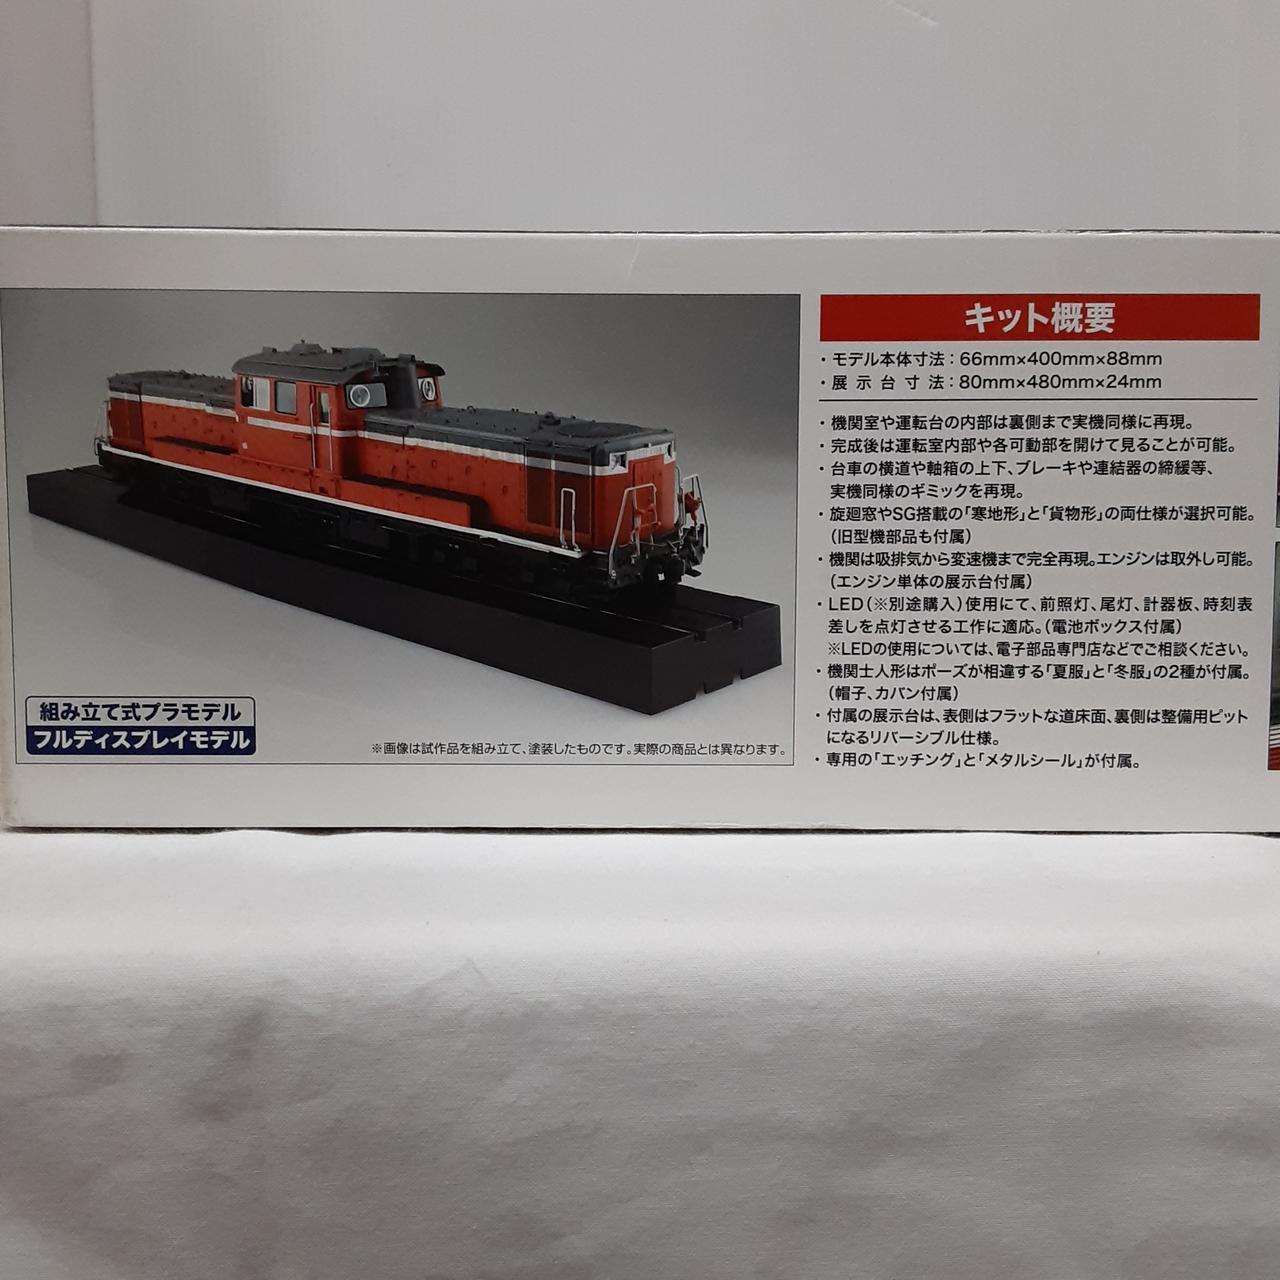 キット概要
・モデル本体寸法：66mm×400mm×88mm
・展示台寸法：80mm×480mm×24mm
・機関室や運転台の内部は裏側まで実機同様に再現。
・完成後は運転室内部や各可動部を開けて見ることが可能。
・台車の横道や軸箱の上下、ブレーキや連結器の締緩等、
実機同様のギミックを再現。
・旋廻窓やSG搭載の「寒地形」と「貨物形」の両仕様が選択可能。
（旧型機部品も付属）
・機関は吸排気から変速機まで完全再現。エンジンは取外し可能。
（エンジン単体の展示台付属）
・LED（※別途購入）使用にて、前照灯、尾灯、計器板、時刻表
差しを点灯させる工作に適応。（電池ボックス付属）
※LEDの使用については、電子部品専門店などでご相談ください。
・機関士人形はポーズが相違する「夏服」と「冬服」の2種が付属。
（帽子、カバン付属）
・付属の展示台は、表側はフラットな道床面、裏側は整備用ピット
になるリバーシブル仕様。
・専用の「エッチング」と「メタルシール」が付属。
組み立て式プラモデル
フルディスプレイモデル
※画像は試作品を組み立て、塗装したものです。実際の商品とは異なります。